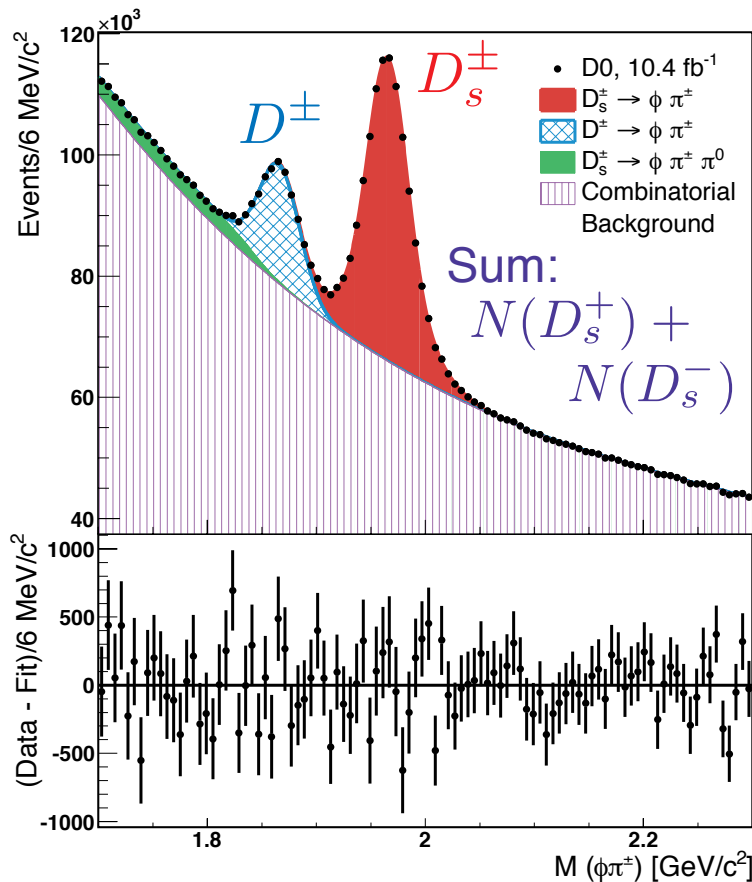 ×10³
120
100
80
60
40
Events/6 MeV/c²
D±
D_s^±
D0, 10.4 fb⁻¹
D_s^± → ϕ π±
D± → ϕ π±
D_s^± → ϕ π± π⁰
Combinatorial
Background
Sum:
N(D_s^+) +
N(D_s^-)
1000
500
0
-500
-1000
(Data - Fit)/6 MeV/c²
1.8
2
2.2
M (ϕπ±) [GeV/c²]